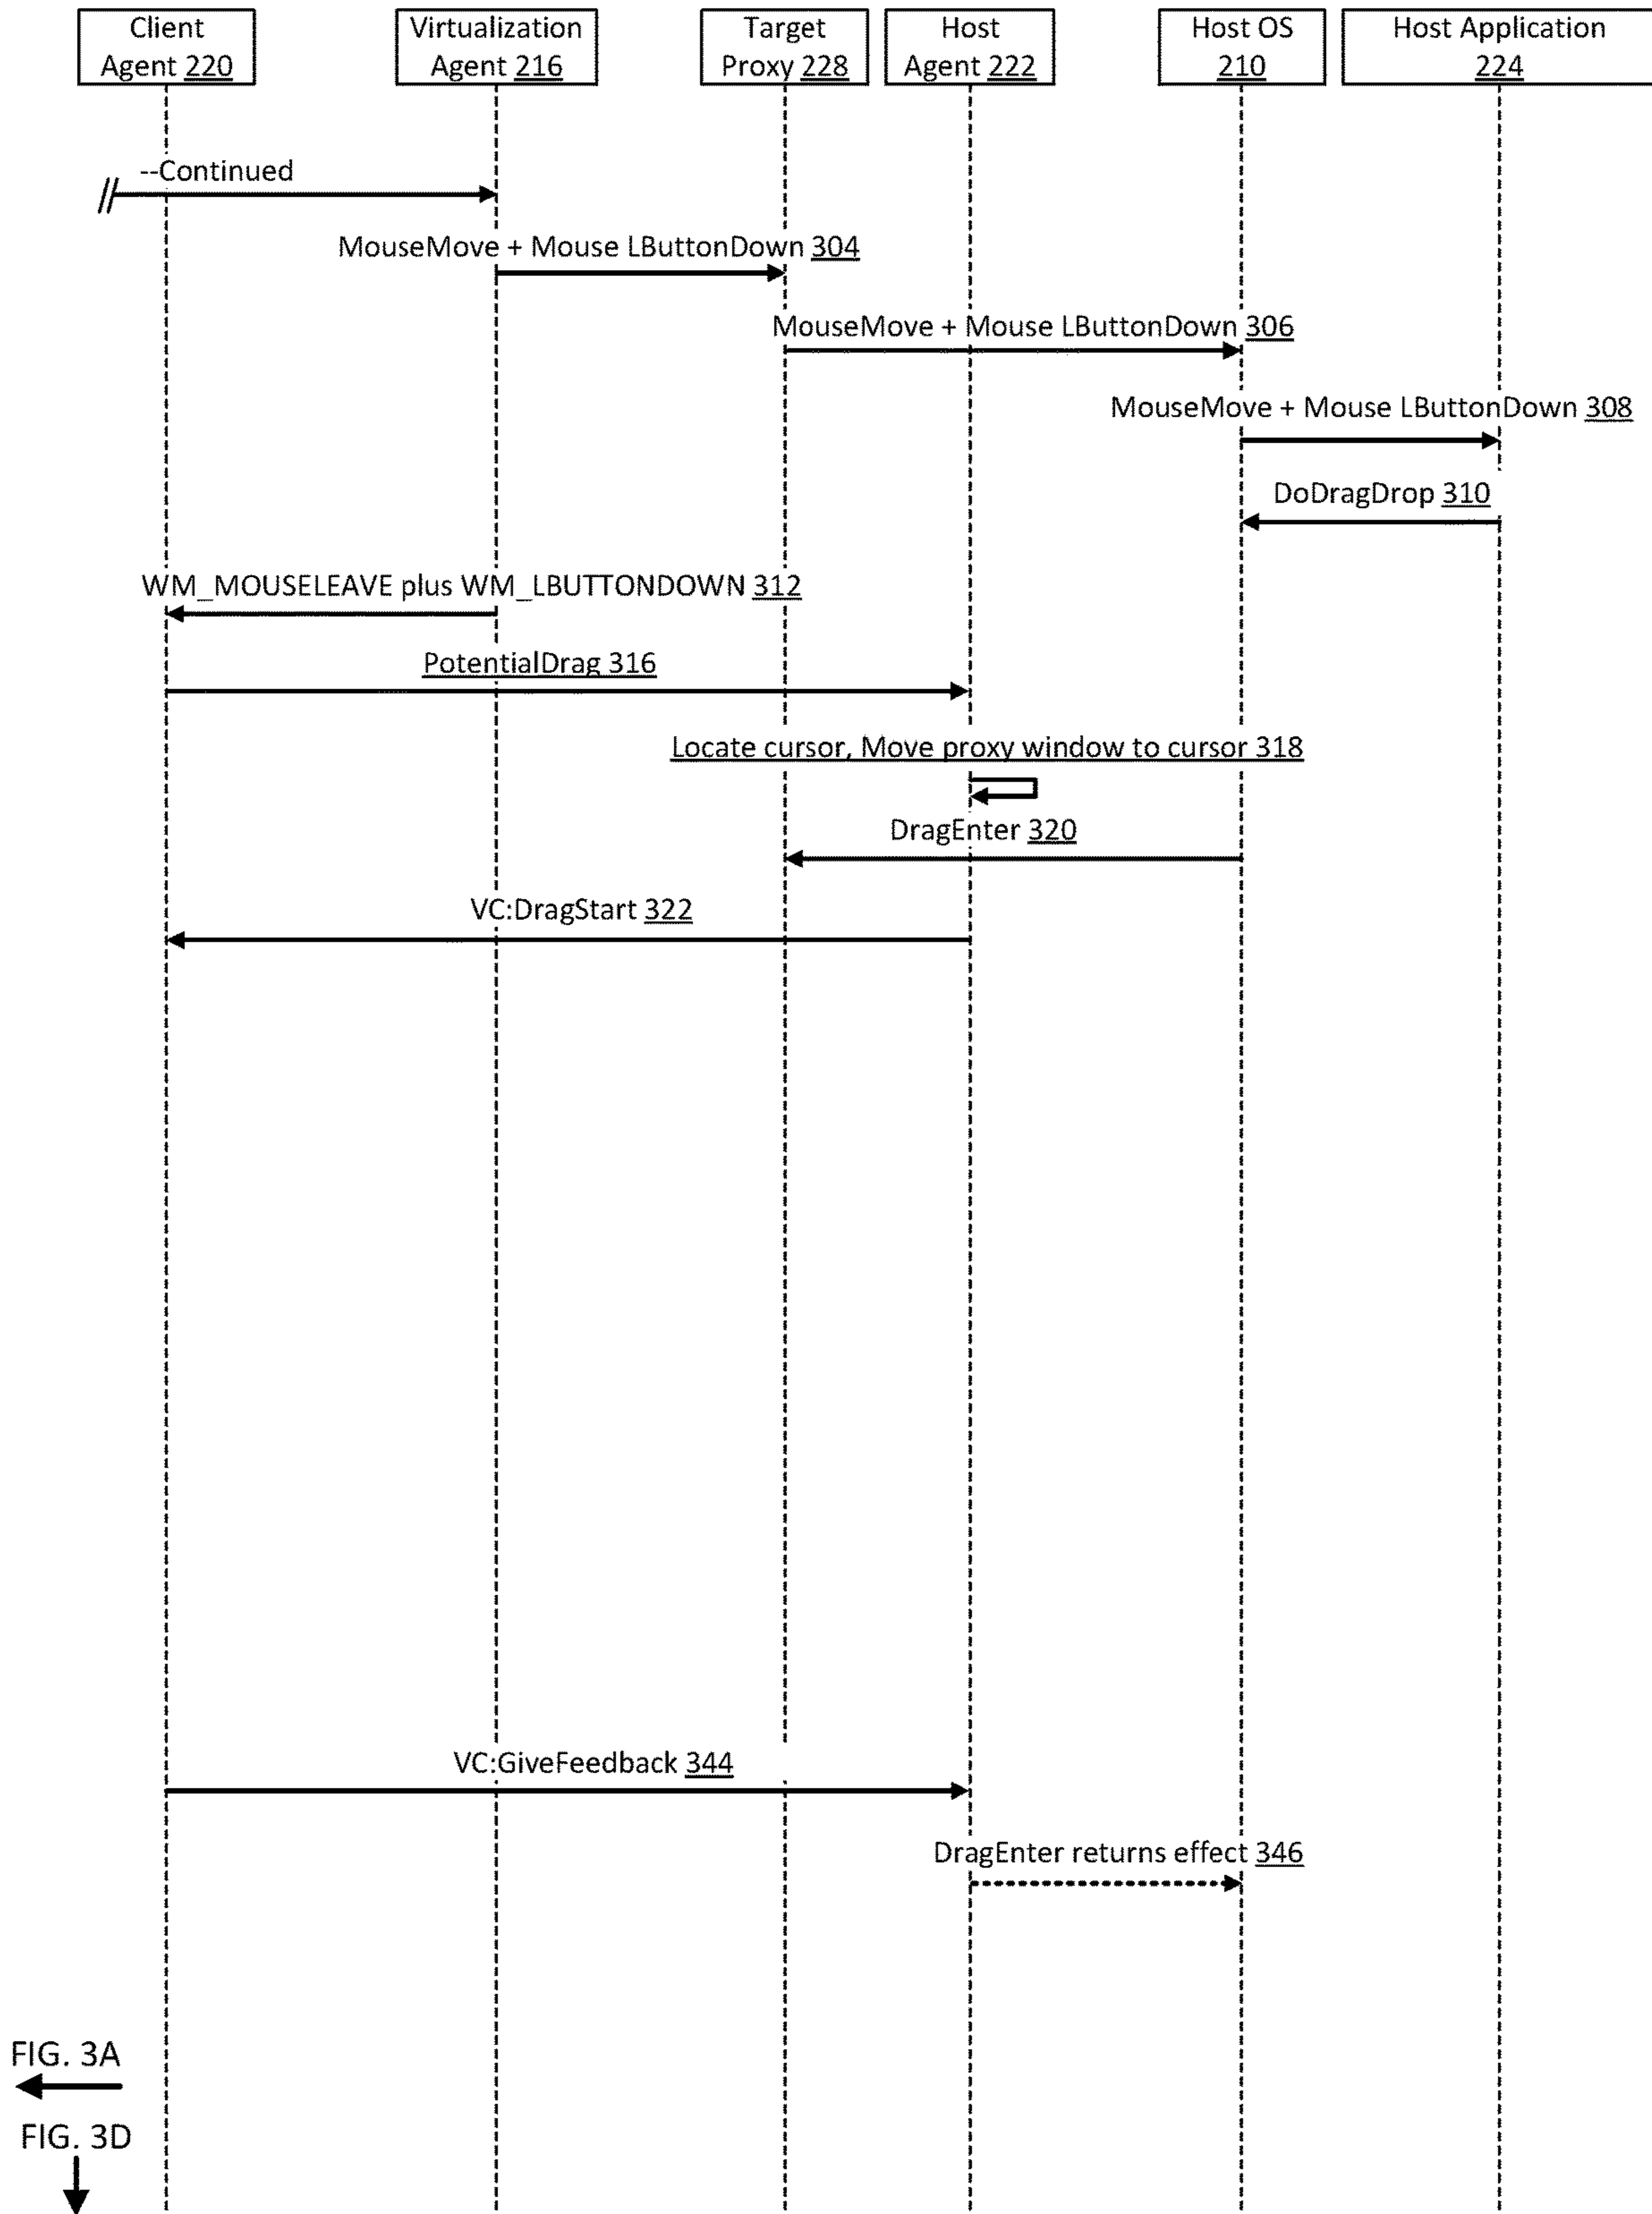 Client
Agent 220
Virtualization
Agent 216
Target
Proxy 228
Host
Agent 222
Host OS
210
Host Application
224
--Continued
MouseMove + Mouse LButtonDown 304
MouseMove + Mouse LButtonDown 306
MouseMove + Mouse LButtonDown 308
DoDragDrop 310
WM_MOUSELEAVE plus WM_LBUTTONDOWN 312
PotentialDrag 316
Locate cursor, Move proxy window to cursor 318
DragEnter 320
VC:DragStart 322
VC:GiveFeedback 344
DragEnter returns effect 346
FIG. 3A
FIG. 3D